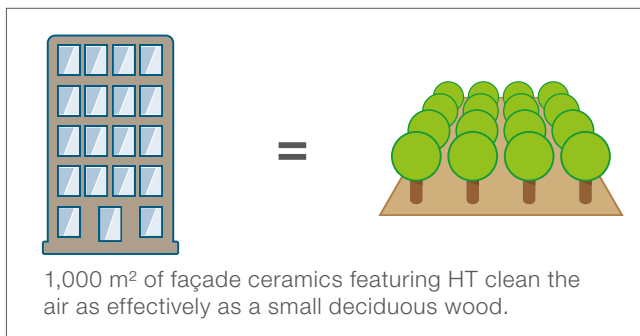 =
1,000 m² of façade ceramics featuring HT clean the
air as effectively as a small deciduous wood.